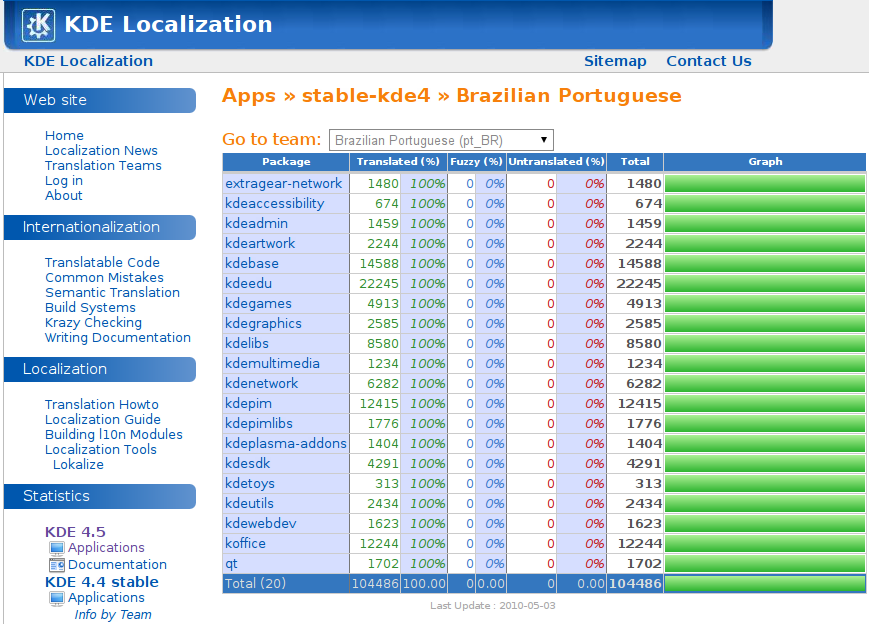 KDE Localization
KDE Localization Sitemap Contact Us
Web site
Home
Localization News
Translation Teams
Log in
About
Internationalization
Translatable Code
Common Mistakes
Semantic Translation
Build Systems
Krazy Checking
Writing Documentation
Localization
Translation Howto
Localization Guide
Building l10n Modules
Localization Tools
Lokalize
Statistics
KDE 4.5
Applications
Documentation
KDE 4.4 stable
Applications
Info by Team
Apps » stable-kde4 » Brazilian Portuguese
Go to team: Brazilian Portuguese (pt_BR)
Package Translated (%) Fuzzy (%) Untranslated (%) Total Graph
extragear-network 1480 100% 0 0% 0 0% 1480
kdeaccessibility 674 100% 0 0% 0 0% 674
kdeadmin 1459 100% 0 0% 0 0% 1459
kdeartwork 2244 100% 0 0% 0 0% 2244
kdebase 14588 100% 0 0% 0 0% 14588
kdeedu 22245 100% 0 0% 0 0% 22245
kdegames 4913 100% 0 0% 0 0% 4913
kdegraphics 2585 100% 0 0% 0 0% 2585
kdelibs 8580 100% 0 0% 0 0% 8580
kdemultimedia 1234 100% 0 0% 0 0% 1234
kdenetwork 6282 100% 0 0% 0 0% 6282
kdepim 12415 100% 0 0% 0 0% 12415
kdepimlibs 1776 100% 0 0% 0 0% 1776
kdeplasma-addons 1404 100% 0 0% 0 0% 1404
kdesdk 4291 100% 0 0% 0 0% 4291
kdetoys 313 100% 0 0% 0 0% 313
kdeutils 2434 100% 0 0% 0 0% 2434
kdewebdev 1623 100% 0 0% 0 0% 1623
koffice 12244 100% 0 0% 0 0% 12244
qt 1702 100% 0 0% 0 0% 1702
Total (20) 104486 100.00 0 0.00 0 0.00 104486
Last Update : 2010-05-03